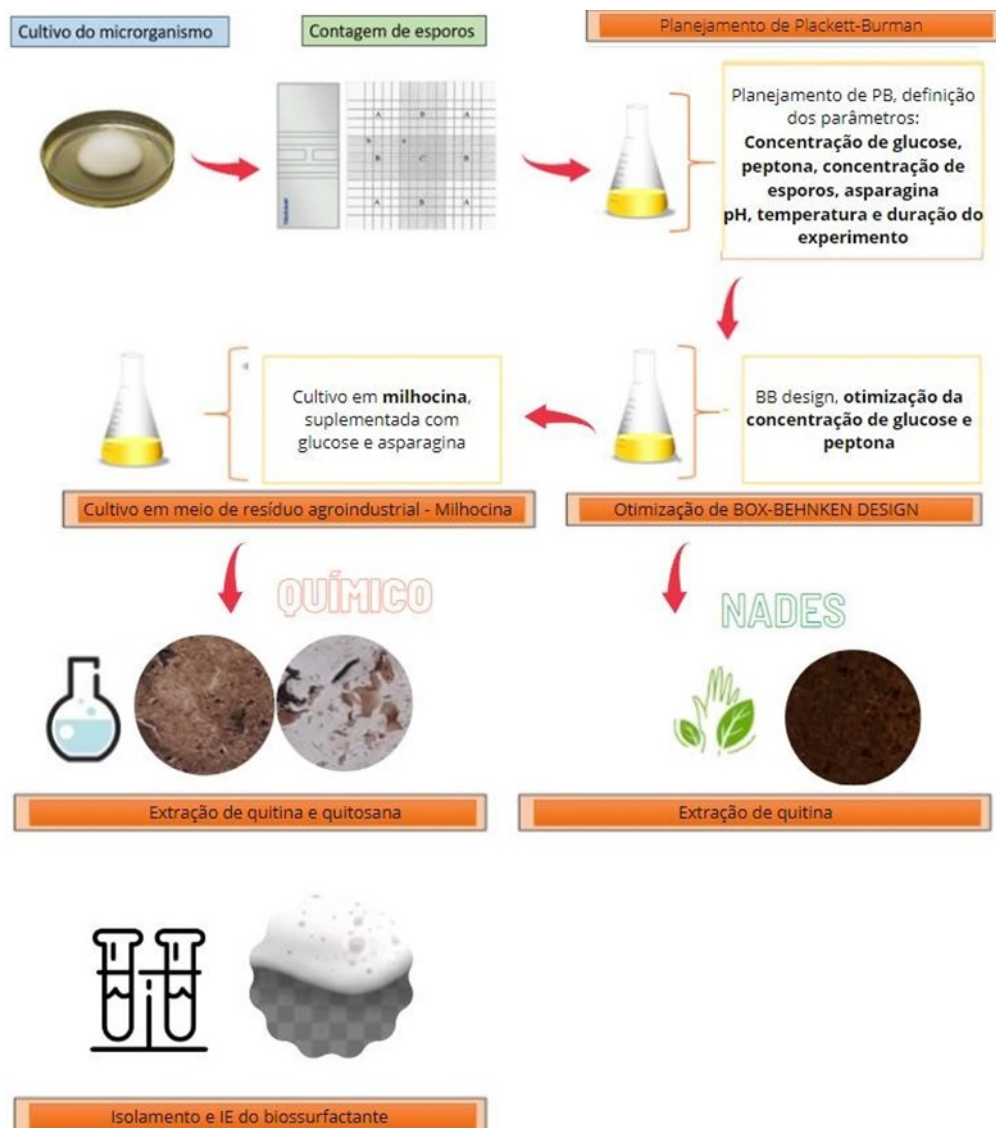 Cultivo do microrganismo
Contagem de esporos
Planejamento de Plackett-Burman
Planejamento de PB, definição
dos parâmetros:
Concentração de glucose,
peptona, concentração de
esporos, asparagina
pH, temperatura e duração do
experimento
A
B
A
B
C
B
A
B
A
Cultivo em milhocina,
suplementada com
glucose e asparagina
BB design, otimização da
concentração de glucose e
peptona
Cultivo em meio de resíduo agroindustrial - Milhocina
Otimização de BOX-BEHNKEN DESIGN
QUÍMICO
NADES
Extração de quitina e quitosana
Extração de quitina
Isolamento e IE do biossurfactante